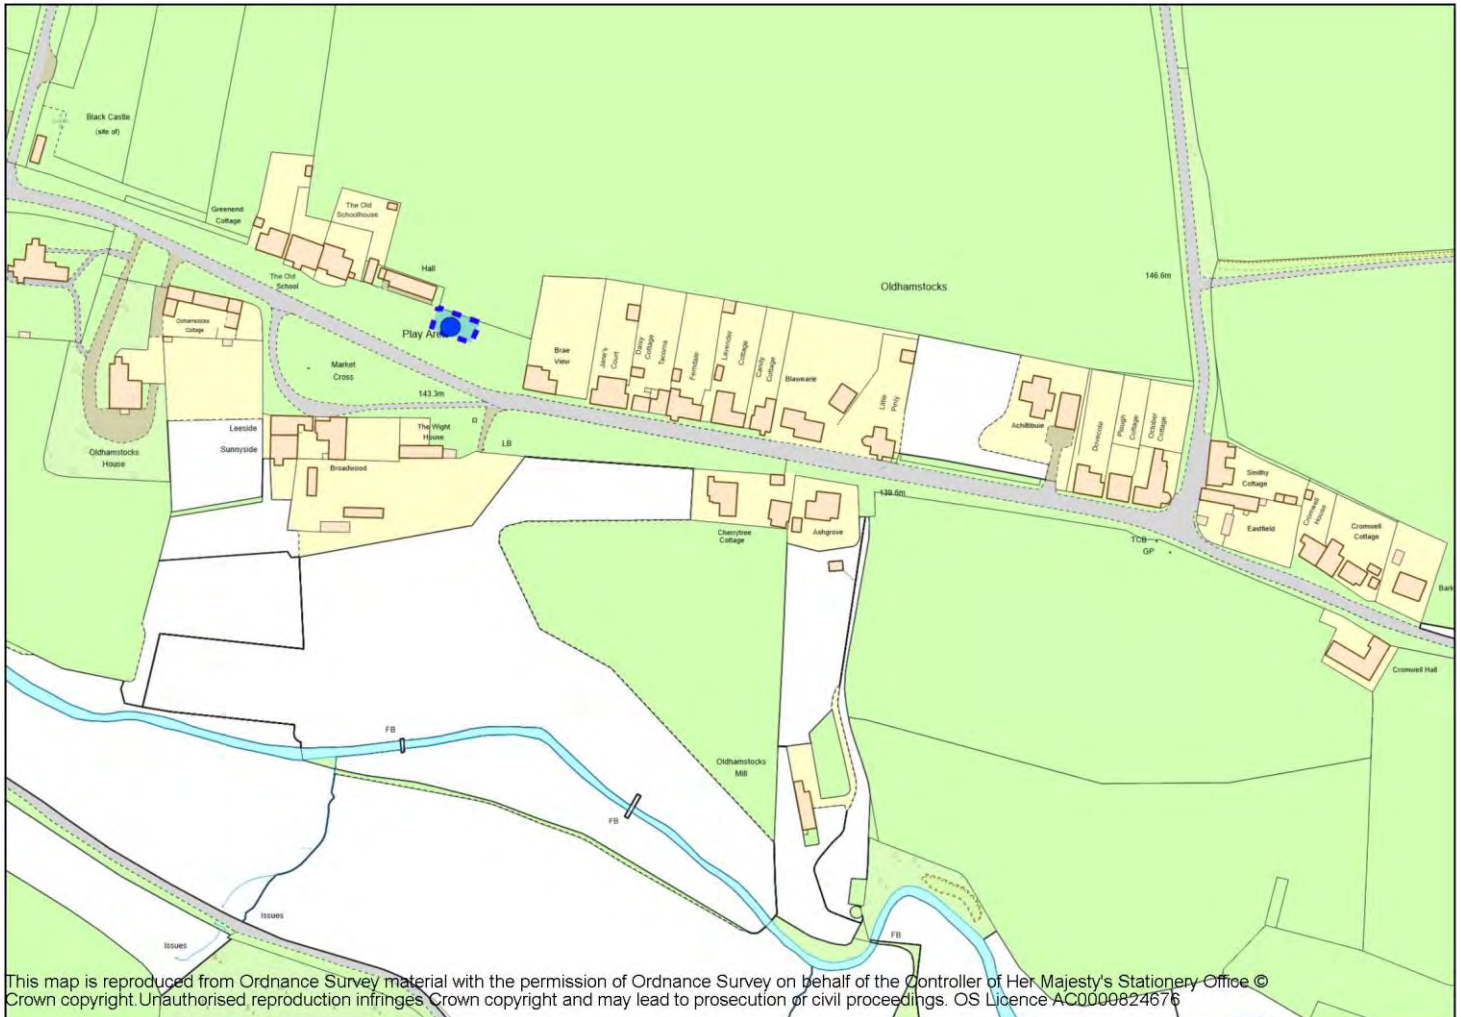 Black Castle
(site of)
Greenend
Cottage
The Old
Schoolhouse
The Old
School
Hall
Play Area
Oldhamstocks
146.6m
Oldhamstocks
Cottage
Market
Cross
143.3m
Brae
View
Jane's
Court
Daisy
Cottage
Tacoma
Ferndale
Lavender
Cottage
Candy
Cottage
Blawearie
Little
Pinly
Achiltibuie
Dovecote
Plough
Cottage
October
Cottage
Leeside
Sunnyside
The Wight
House
LB
Broadwood
Oldhamstocks
House
Smithy
Cottage
Eastfield
Cromwell
House
Cromwell
Cottage
139.6m
Cherrytree
Cottage
Ashgrove
TCB
GP
Bark
Cromwell Hall
FB
Oldhamstocks
Mill
FB
Issues
Issues
FB
This map is reproduced from Ordnance Survey material with the permission of Ordnance Survey on behalf of the Controller of Her Majesty's Stationery Office ©
Crown copyright.Unauthorised reproduction infringes Crown copyright and may lead to prosecution or civil proceedings. OS Licence AC0000824676